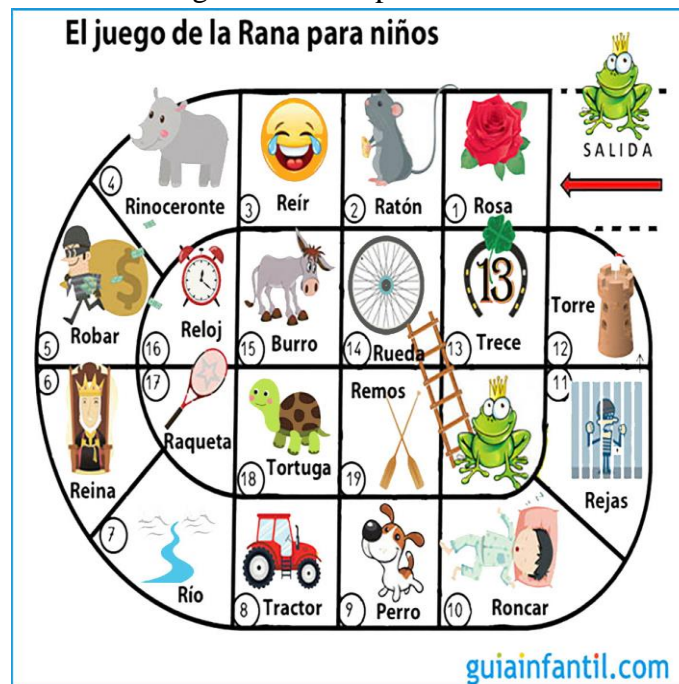 El juego de la Rana para niños
SALIDA
4 Rinoceronte
3 Reír
2 Ratón
1 Rosa
5 Robar
16 Reloj
15 Burro
14 Rueda
13 Trece
13
Torre
12
6 Reina
17 Raqueta
18 Tortuga
Remos
19
11
Rejas
7 Río
8 Tractor
9 Perro
10 Roncar
guiainfantil.com